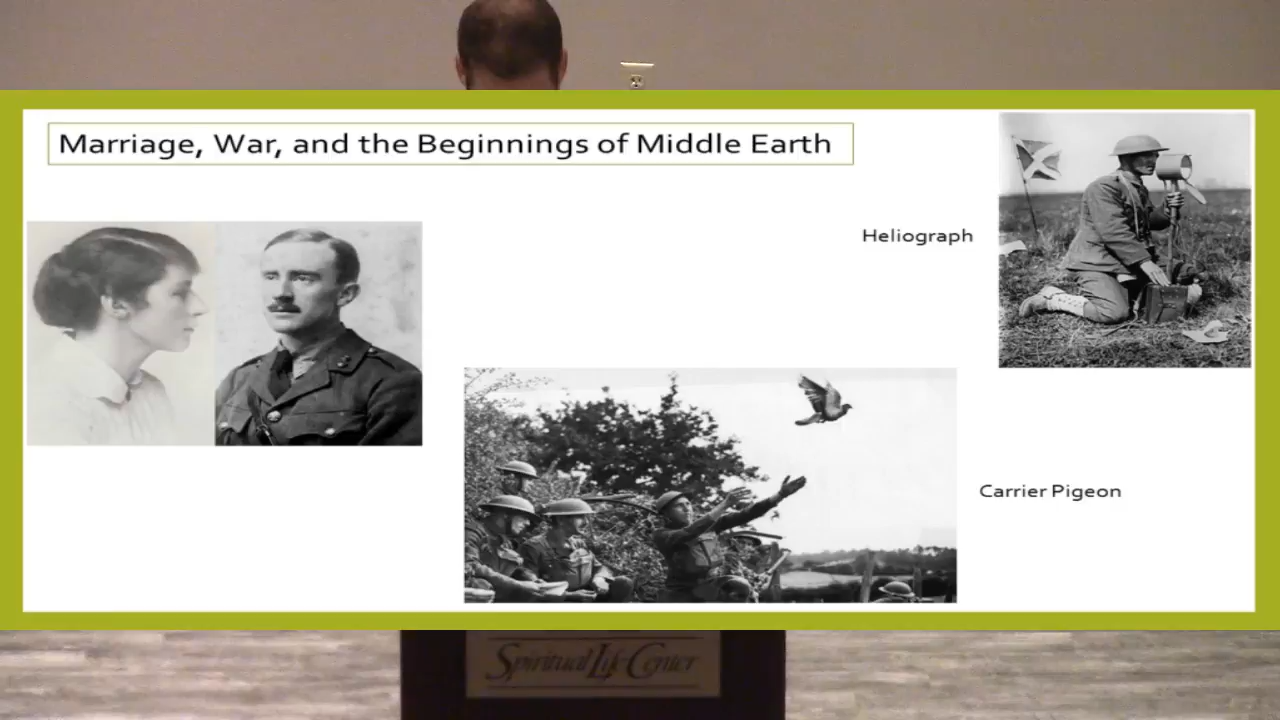 Marriage, War, and the Beginnings of Middle Earth
Heliograph
Carrier Pigeon
Spiritual Life Center